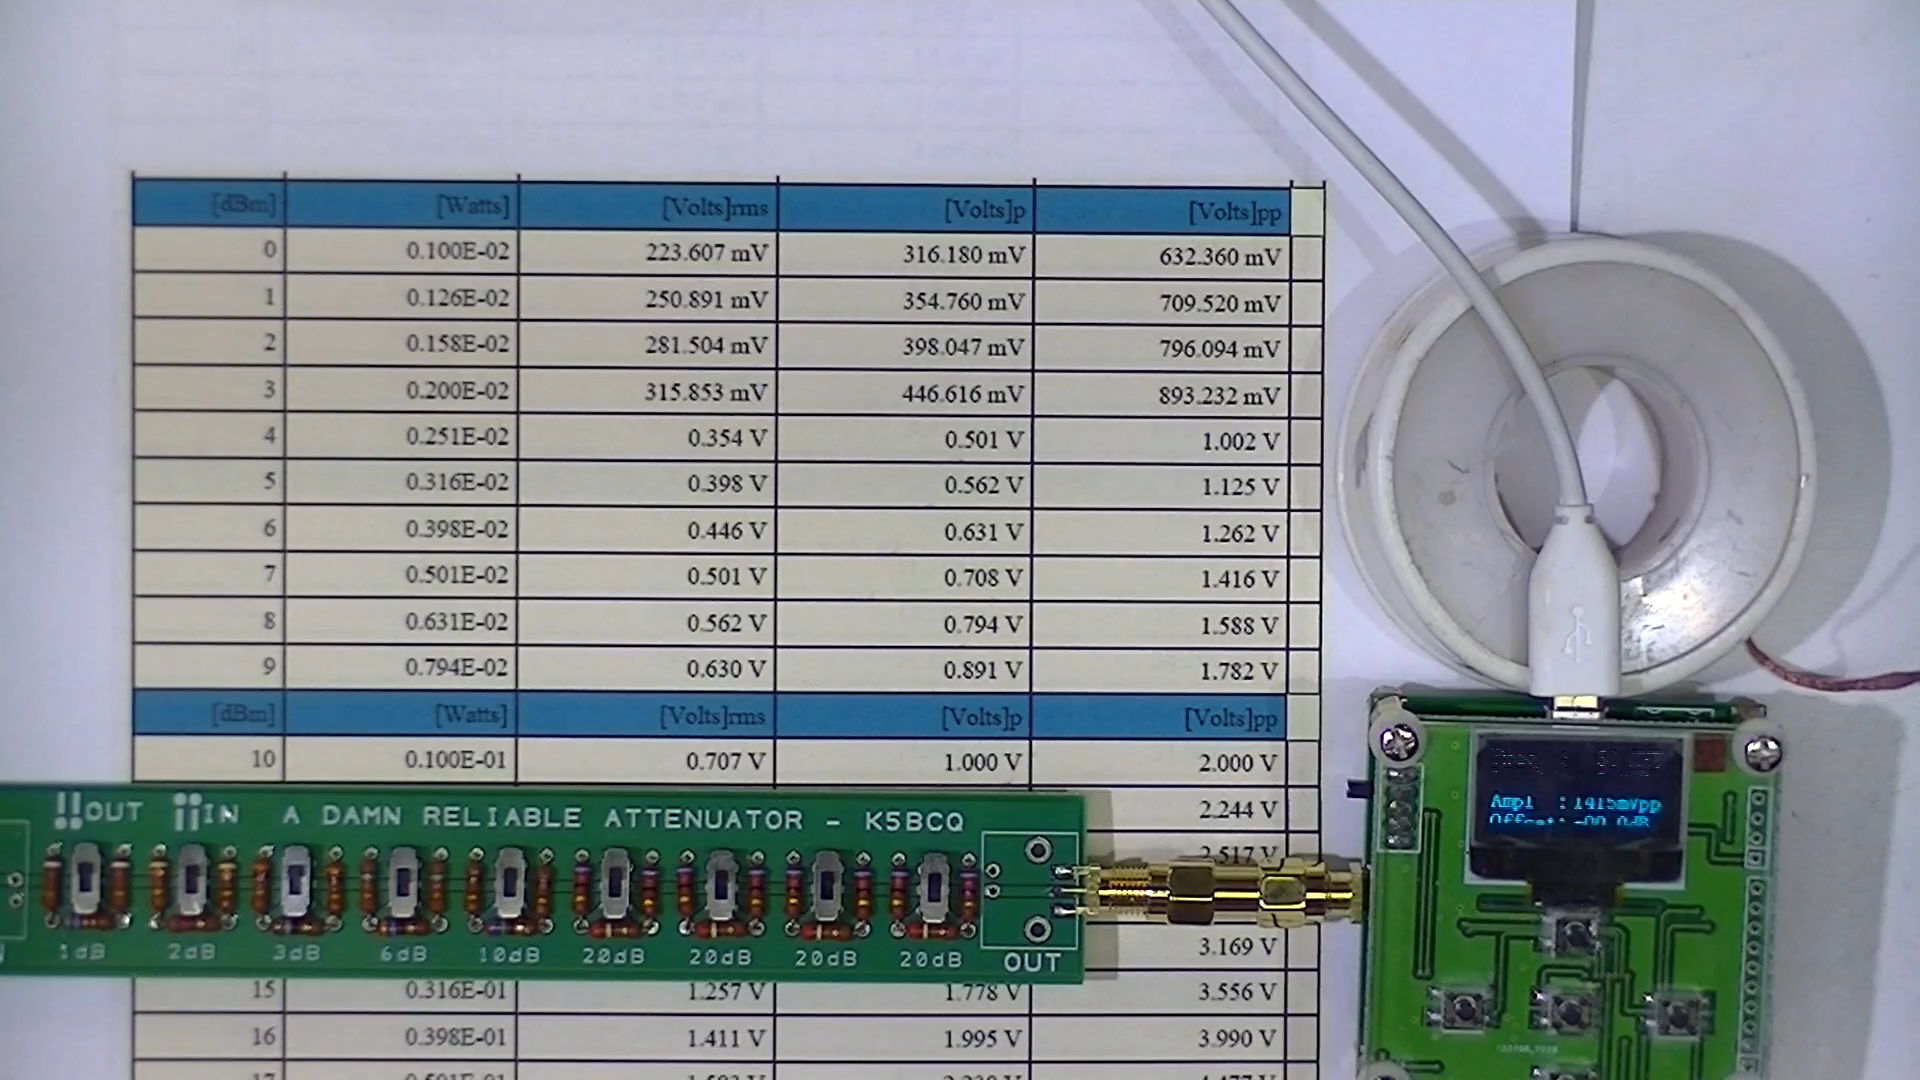 [dBm] [Watts] [Volts]rms [Volts]p [Volts]pp
0 0.100E-02 223.607 mV 316.180 mV 632.360 mV
1 0.126E-02 250.891 mV 354.760 mV 709.520 mV
2 0.158E-02 281.504 mV 398.047 mV 796.094 mV
3 0.200E-02 315.853 mV 446.616 mV 893.232 mV
4 0.251E-02 0.354 V 0.501 V 1.002 V
5 0.316E-02 0.398 V 0.562 V 1.125 V
6 0.398E-02 0.446 V 0.631 V 1.262 V
7 0.501E-02 0.501 V 0.708 V 1.416 V
8 0.631E-02 0.562 V 0.794 V 1.588 V
9 0.794E-02 0.630 V 0.891 V 1.782 V
[dBm] [Watts] [Volts]rms [Volts]p [Volts]pp
10 0.100E-01 0.707 V 1.000 V 2.000 V
2.244 V
2.517 V
3.169 V
15 0.316E-01 1.257 V 1.778 V 3.556 V
16 0.398E-01 1.411 V 1.995 V 3.990 V
OUT IN A DAMN RELIABLE ATTENUATOR - K5BCQ
1dB 2dB 3dB 6dB 10dB 20dB 20dB 20dB 20dB OUT
Ampl :1415mVpp
Offset: -00.0dB